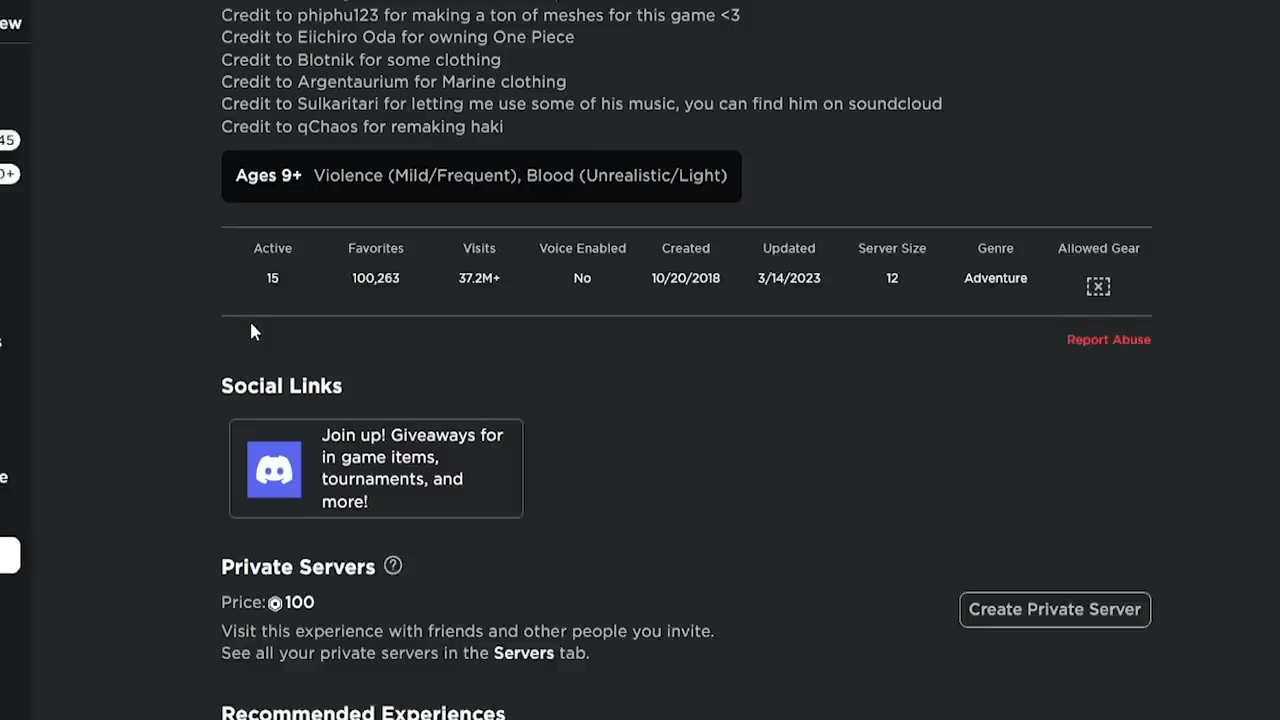 ew
Credit to phiphu123 for making a ton of meshes for this game <3
Credit to Eiichiro Oda for owning One Piece
Credit to Blotnik for some clothing
Credit to Argentaurium for Marine clothing
Credit to Sulkaritari for letting me use some of his music, you can find him on soundcloud
Credit to qChaos for remaking haki
45
0+
Ages 9+ Violence (Mild/Frequent), Blood (Unrealistic/Light)
Active Favorites Visits Voice Enabled Created Updated Server Size Genre Allowed Gear
15 100,263 37.2M+ No 10/20/2018 3/14/2023 12 Adventure
s
Report Abuse
Social Links
Join up! Giveaways for
in game items,
tournaments, and
more!
e
Private Servers ?
Price: 100
Create Private Server
Visit this experience with friends and other people you invite.
See all your private servers in the Servers tab.
Recommended Experiences